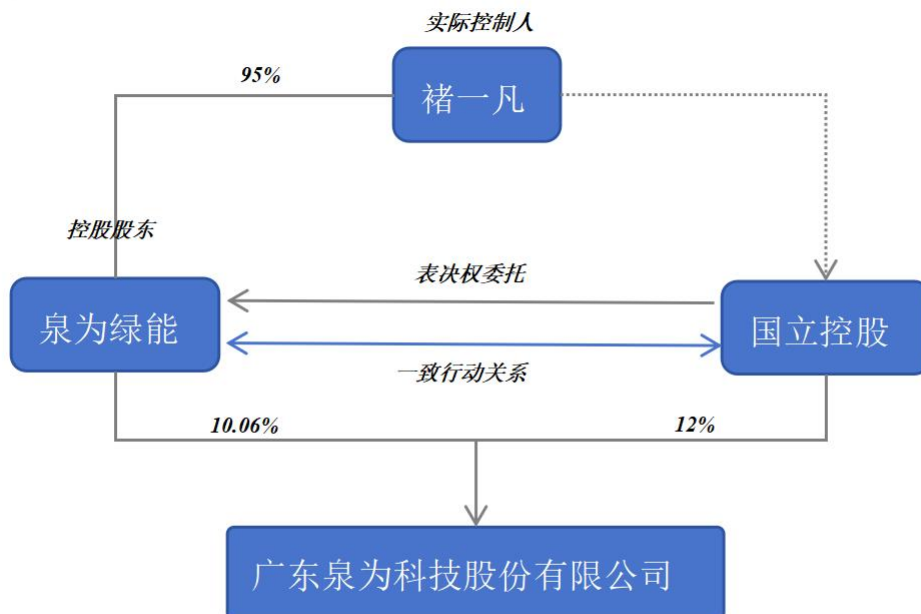 实际控制人
95%
褚一凡
控股股东
表决权委托
泉为绿能
国立控股
一致行动关系
10.06%
12%
广东泉为科技股份有限公司